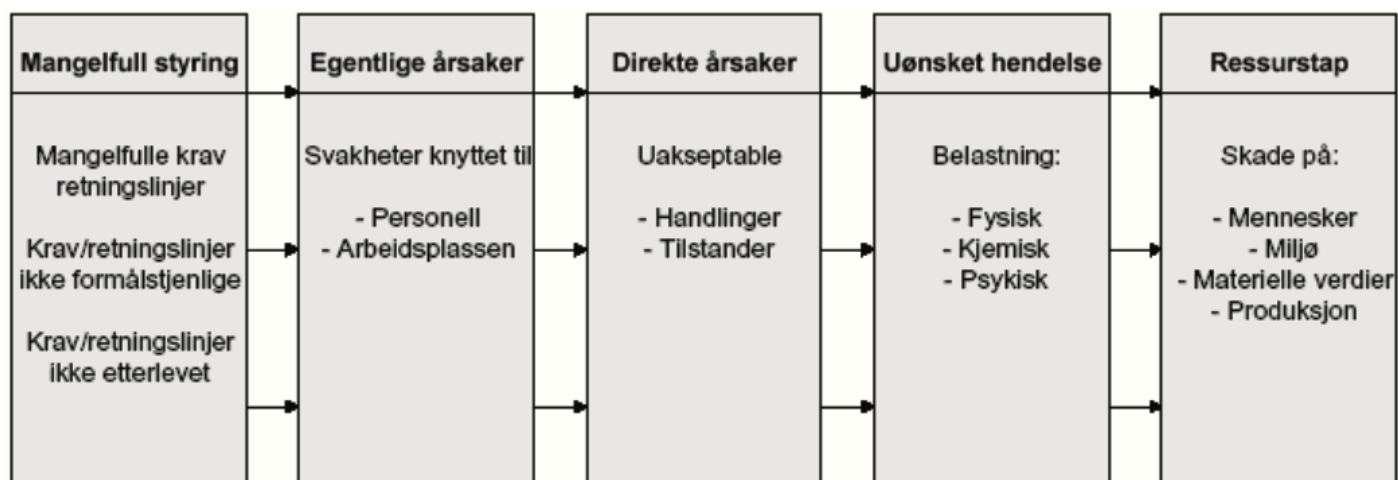 Mangelfull styring
Mangelfulle krav
retningslinjer
Krav/retningslinjer
ikke formålstjenlige
Krav/retningslinjer
ikke etterlevet
Egentlige årsaker
Svakheter knyttet til
- Personell
- Arbeidsplassen
Direkte årsaker
Uakseptable
- Handlinger
- Tilstander
Uønsket hendelse
Belastning:
- Fysisk
- Kjemisk
- Psykisk
Ressurstap
Skade på:
- Mennesker
- Miljø
- Materielle verdier
- Produksjon